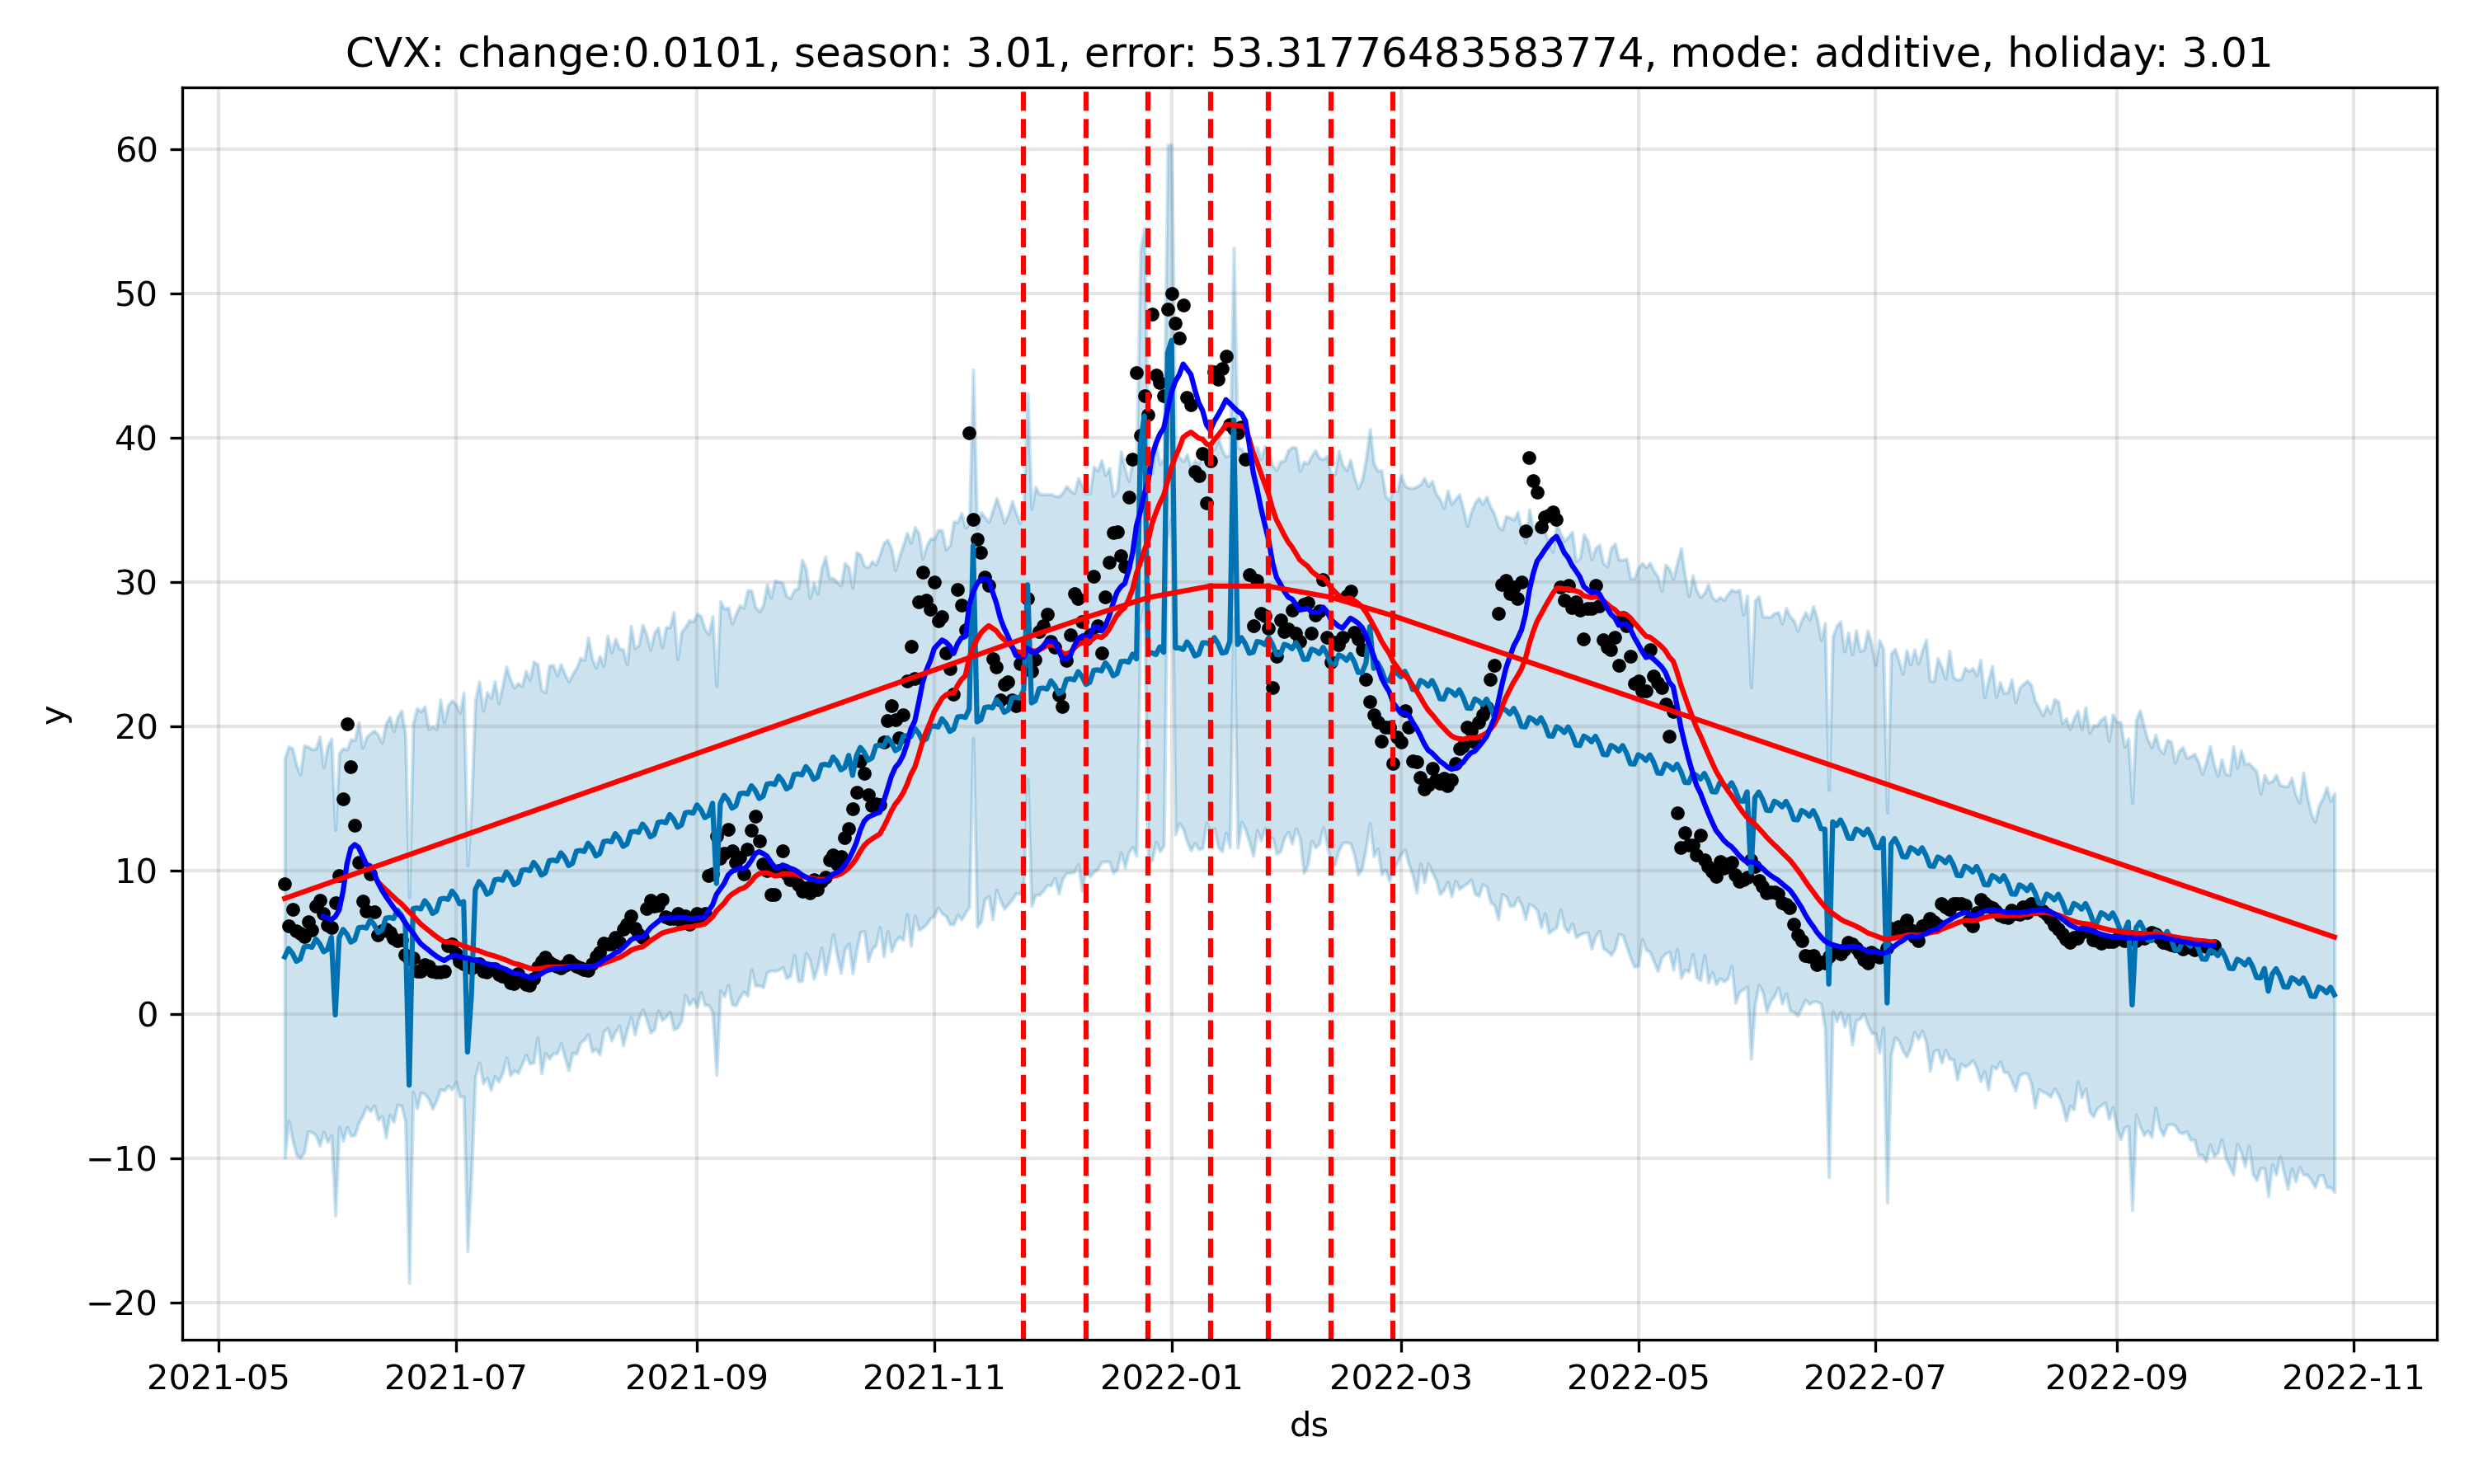 CVX: change:0.0101, season: 3.01, error: 53.31776483583774, mode: additive, holiday: 3.01
60
50
40
30
20
10
0
−10
−20
y
2021-05 2021-07 2021-09 2021-11 2022-01 2022-03 2022-05 2022-07 2022-09 2022-11
ds